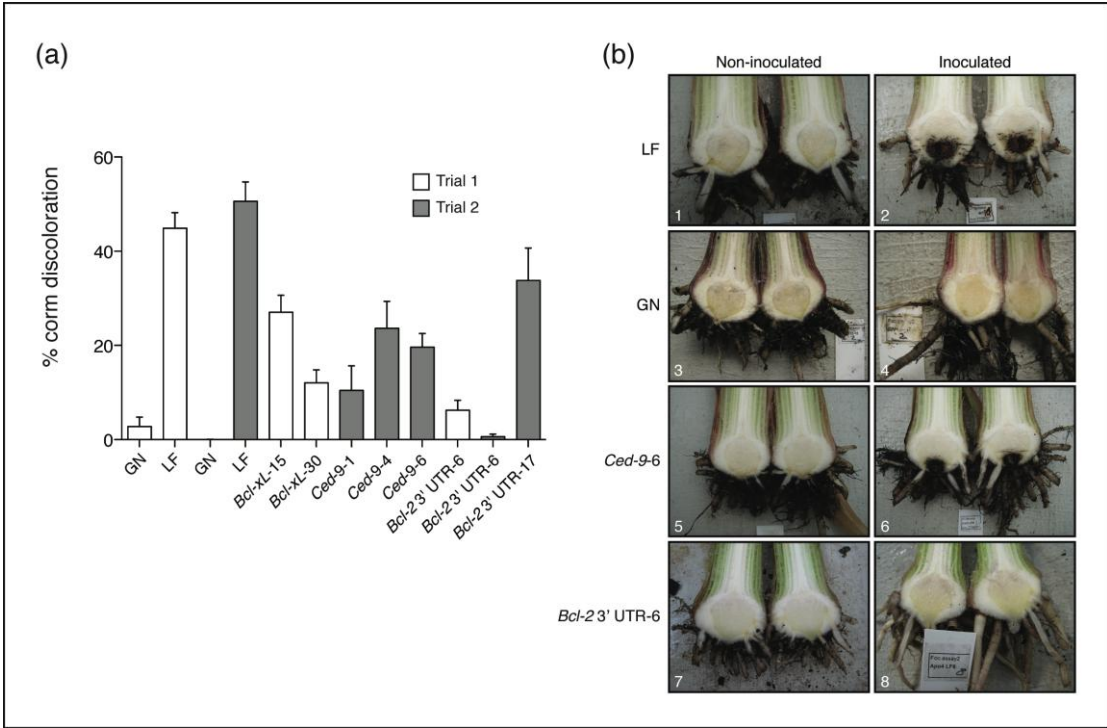 (a)
% corm discoloration
60
40
20
0
Trial 1
Trial 2
GN
LF
GN
LF
Bcl-xL-15
Bcl-xL-30
Ced-9-1
Ced-9-4
Ced-9-6
Bcl-2 3' UTR-6
Bcl-2 3' UTR-6
Bcl-2 3' UTR-17
(b)
Non-inoculated
Inoculated
LF
1
2
GN
3
4
Ced-9-6
5
6
Bcl-2 3' UTR-6
7
8